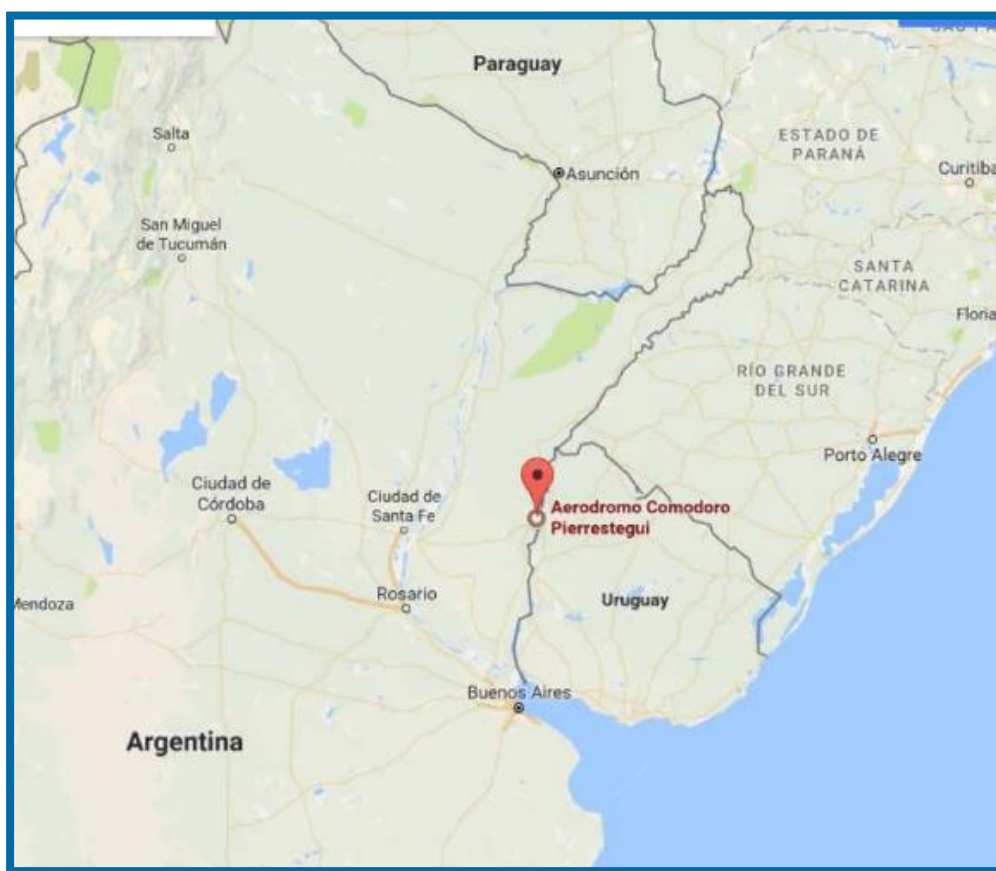 Paraguay
Salta
Asunción
ESTADO DE
PARANÁ
Curitiba
San Miguel
de Tucumán
SANTA
CATARINA
Floria
RÍO GRANDE
DEL SUR
Porto Alegre
Ciudad de
Córdoba
Ciudad de
Santa Fe
Aerodromo Comodoro
Pierrestegui
Mendoza
Rosario
Uruguay
Buenos Aires
Argentina